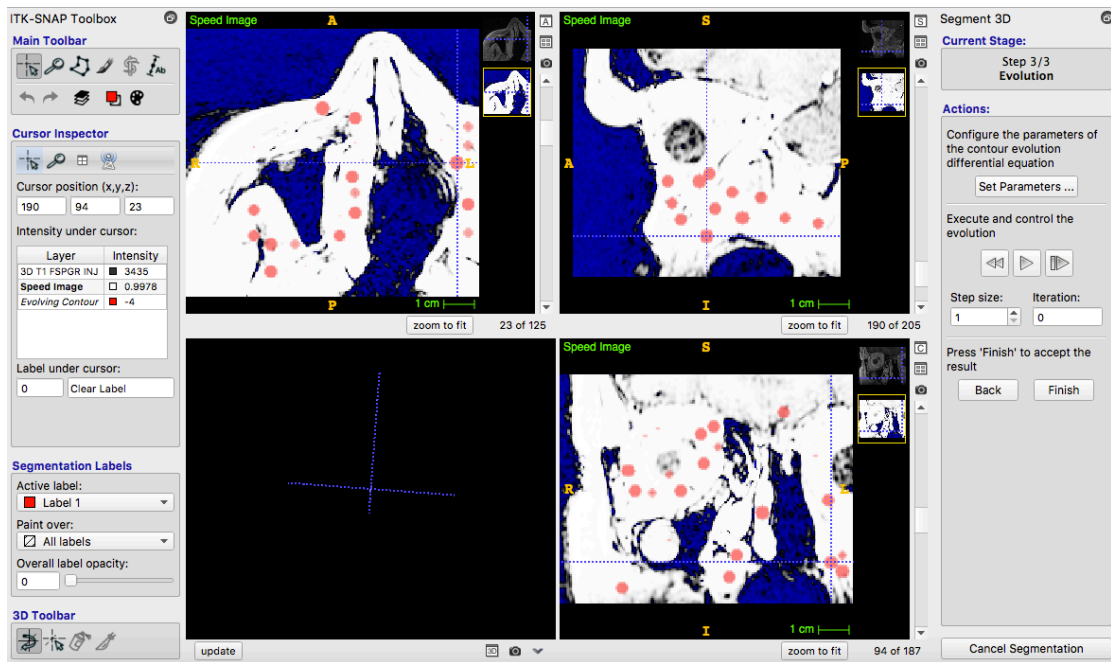 ITK-SNAP Toolbox
Main Toolbar
Ab
Cursor Inspector
Cursor position (x,y,z):
190 94 23
Intensity under cursor:
Layer Intensity
3D T1 FSPGR INJ 3435
Speed Image 0.9978
Evolving Contour -4
Label under cursor:
0 Clear Label
Segmentation Labels
Active label:
Label 1
Paint over:
All labels
Overall label opacity:
0
3D Toolbar
Speed Image
A
A
R
L
P
1 cm
zoom to fit 23 of 125
Speed Image
S
S
A
P
I
1 cm
zoom to fit 190 of 205
update
3D
Speed Image
S
C
R
L
I
1 cm
zoom to fit 94 of 187
Segment 3D
Current Stage:
Step 3/3
Evolution
Actions:
Configure the parameters of
the contour evolution
differential equation
Set Parameters ...
Execute and control the
evolution
Step size: Iteration:
1 0
Press 'Finish' to accept the
result
Back Finish
Cancel Segmentation